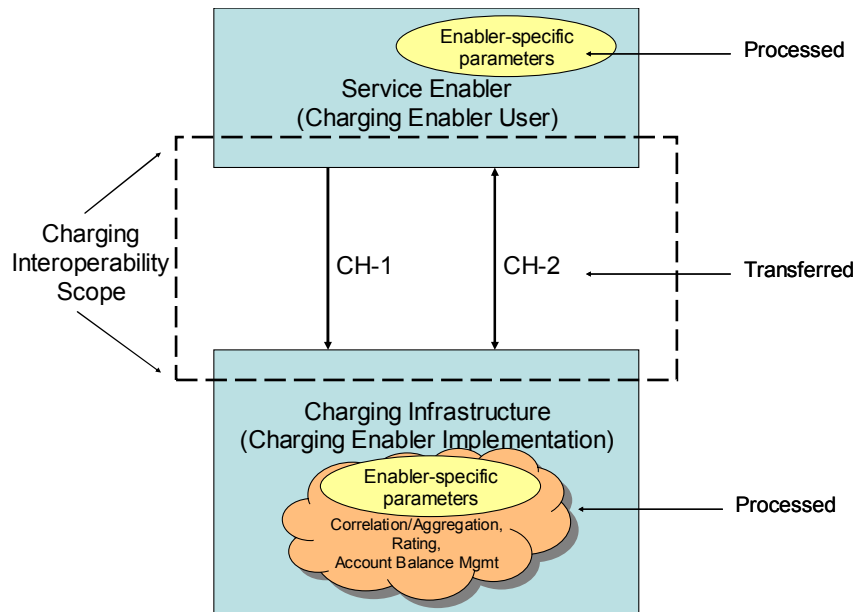 Enabler-specific
parameters
Processed
Service Enabler
(Charging Enabler User)
Charging
Interoperability
Scope
CH-1
CH-2
Transferred
Charging Infrastructure
(Charging Enabler Implementation)
Enabler-specific
parameters
Processed
Correlation/Aggregation,
Rating,
Account Balance Mgmt